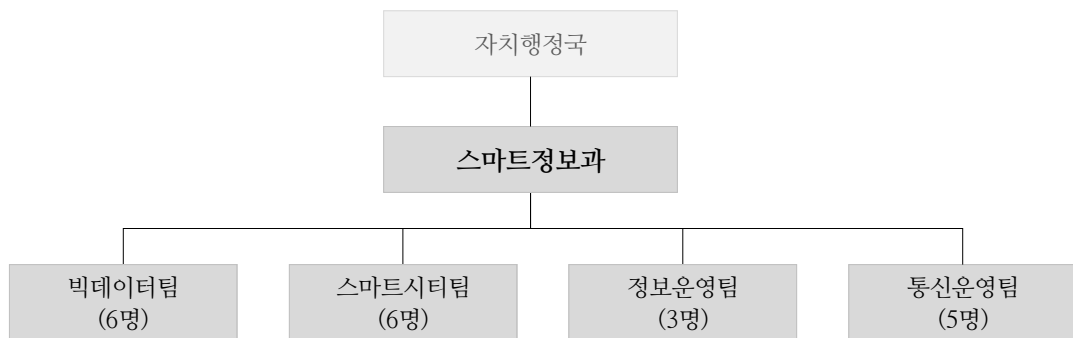 자치행정국
스마트정보과
빅데이터팀
(6명)
스마트시티팀
(6명)
정보운영팀
(3명)
통신운영팀
(5명)